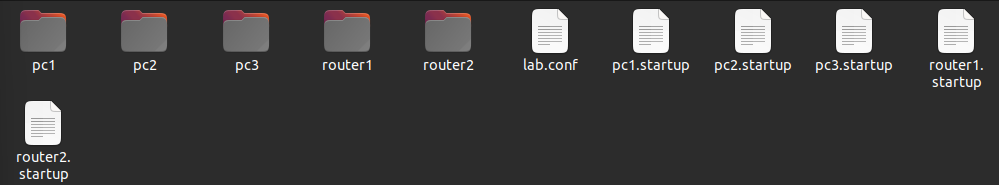 pc1
pc2
pc3
router1
router2
lab.conf
pc1.startup
pc2.startup
pc3.startup
router1.
startup
router2.
startup